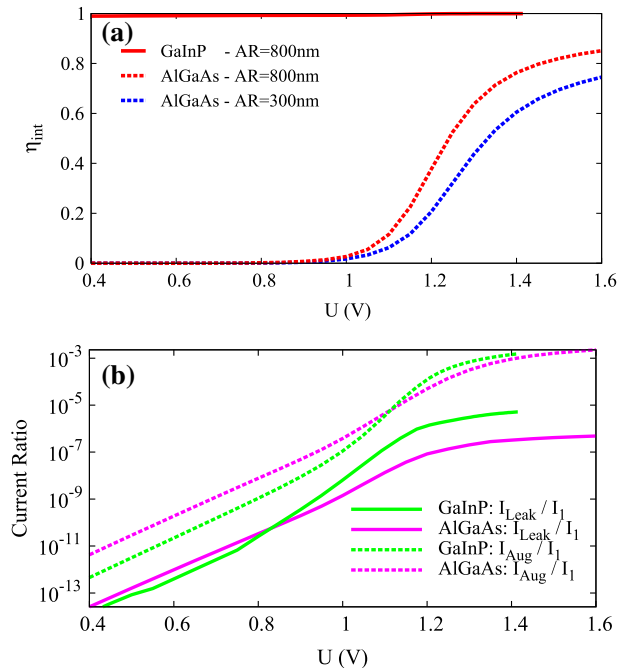 (a)
1
0.8
0.6
0.4
0.2
0
η_int
GaInP - AR=800nm
AlGaAs - AR=800nm
AlGaAs - AR=300nm
0.4 0.6 0.8 1 1.2 1.4 1.6
U (V)
(b)
10^-3
10^-5
10^-7
10^-9
10^-11
10^-13
Current Ratio
GaInP: I_Leak / I_1
AlGaAs: I_Leak / I_1
GaInP: I_Aug / I_1
AlGaAs: I_Aug / I_1
0.4 0.6 0.8 1 1.2 1.4 1.6
U (V)